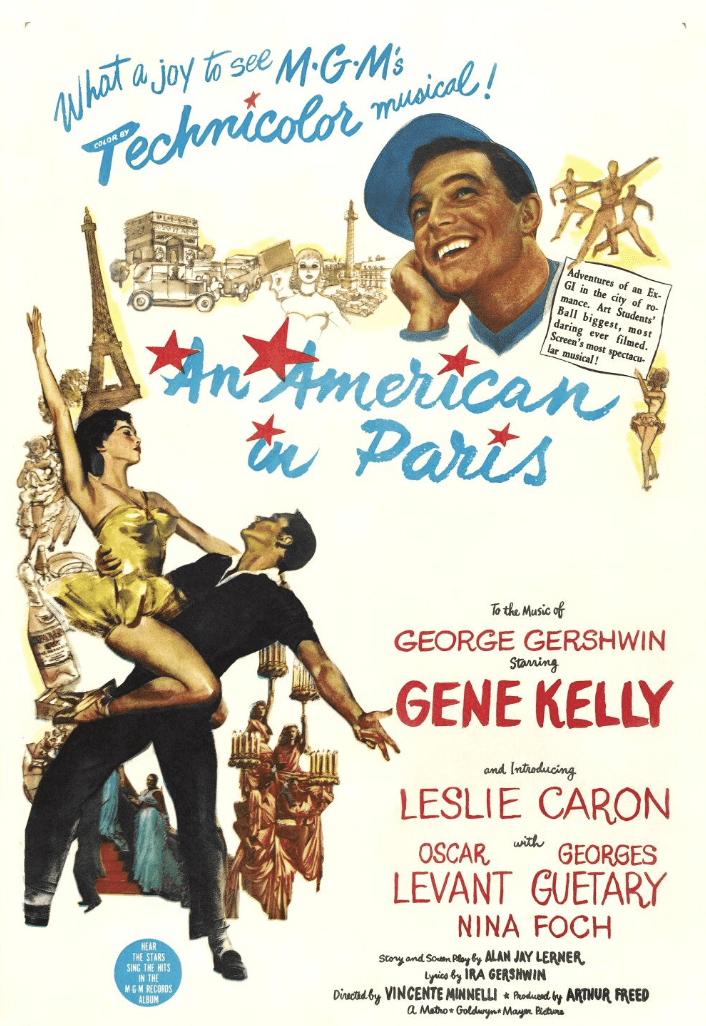 What a joy to see M·G·M's
COLOR BY
Technicolor musical!
Adventures of an Ex-
GI in the city of ro-
mance. Art Students'
Ball biggest, most
daring ever filmed.
Screen's most spectacu-
lar musical!
An American
in Paris
To the Music of
GEORGE GERSHWIN
Starring
GENE KELLY
and Introducing
LESLIE CARON
with
OSCAR LEVANT
GEORGES GUETARY
NINA FOCH
Story and Screen Play by ALAN JAY LERNER
Lyrics by IRA GERSHWIN
Directed by VINCENTE MINNELLI ★ Produced by ARTHUR FREED
A Metro ★ Goldwyn ★ Mayer Picture
HEAR
THE STARS
SING THE HITS
IN THE
M-G-M RECORDS
ALBUM